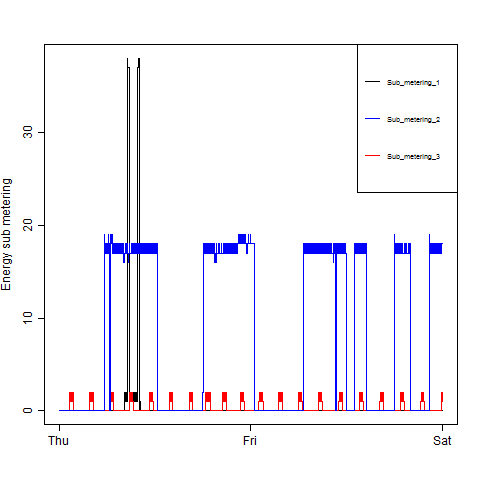 Sub_metering_1
Sub_metering_2
Sub_metering_3
Energy sub metering
30
20
10
0
Thu Fri Sat